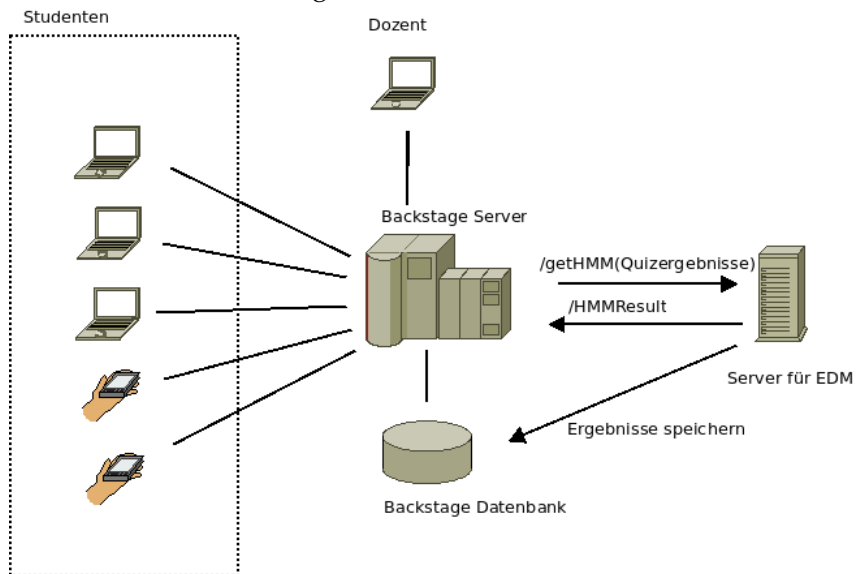 Studenten
Dozent
Backstage Server
/getHMM(Quizergebnisse)
/HMMResult
Server für EDM
Ergebnisse speichern
Backstage Datenbank